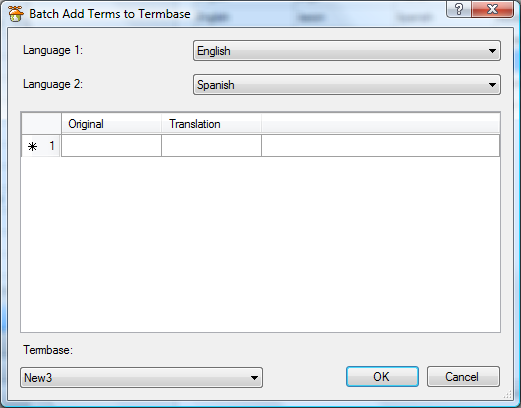 Batch Add Terms to Termbase
Language 1: English
Language 2: Spanish
Original Translation
1
Termbase:
New3 OK Cancel